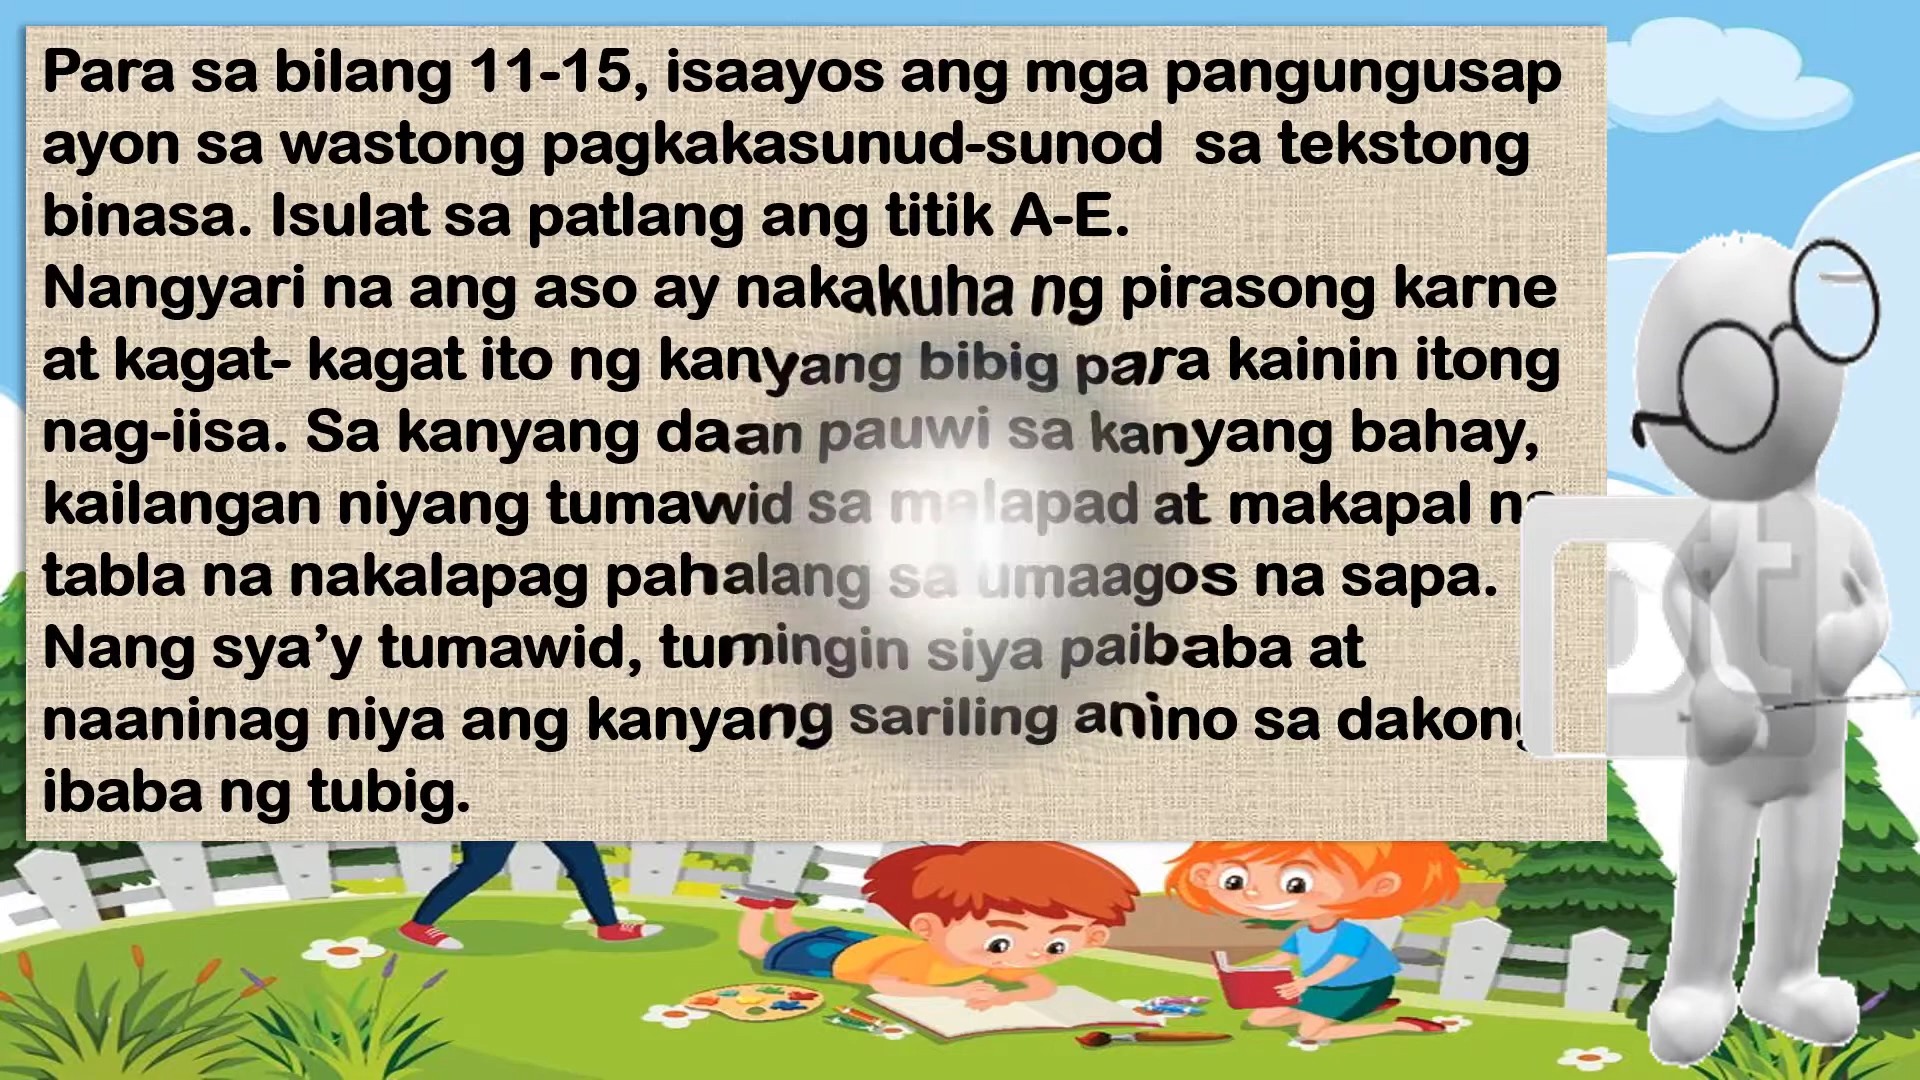 Para sa bilang 11-15, isaayos ang mga pangungusap
ayon sa wastong pagkakasunud-sunod sa tekstong
binasa. Isulat sa patlang ang titik A-E.
Nangyari na ang aso ay nakakuha ng pirasong karne
at kagat- kagat ito ng kanyang bibig para kainin itong
nag-iisa. Sa kanyang daan pauwi sa kanyang bahay,
kailangan niyang tumawid sa malapad at makapal na
tabla na nakalapag pahalang sa umaagos na sapa.
Nang sya’y tumawid, tumingin siya paibaba at
naaninag niya ang kanyang sariling anino sa dakong
ibaba ng tubig.